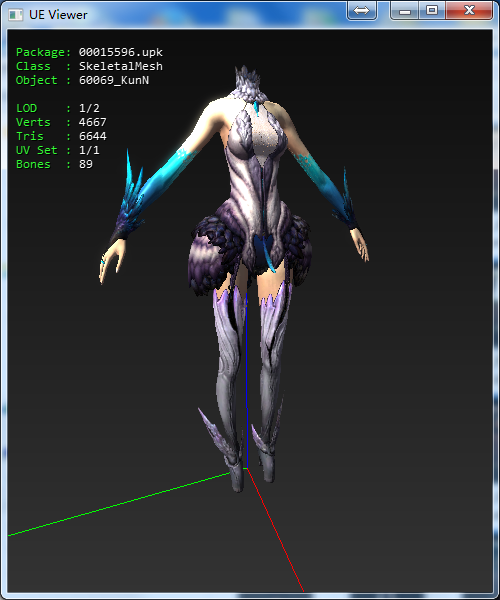 UE Viewer
Package: 00015596.upk
Class : SkeletalMesh
Object : 60069_KunN
LOD : 1/2
Verts : 4667
Tris : 6644
UV Set : 1/1
Bones : 89